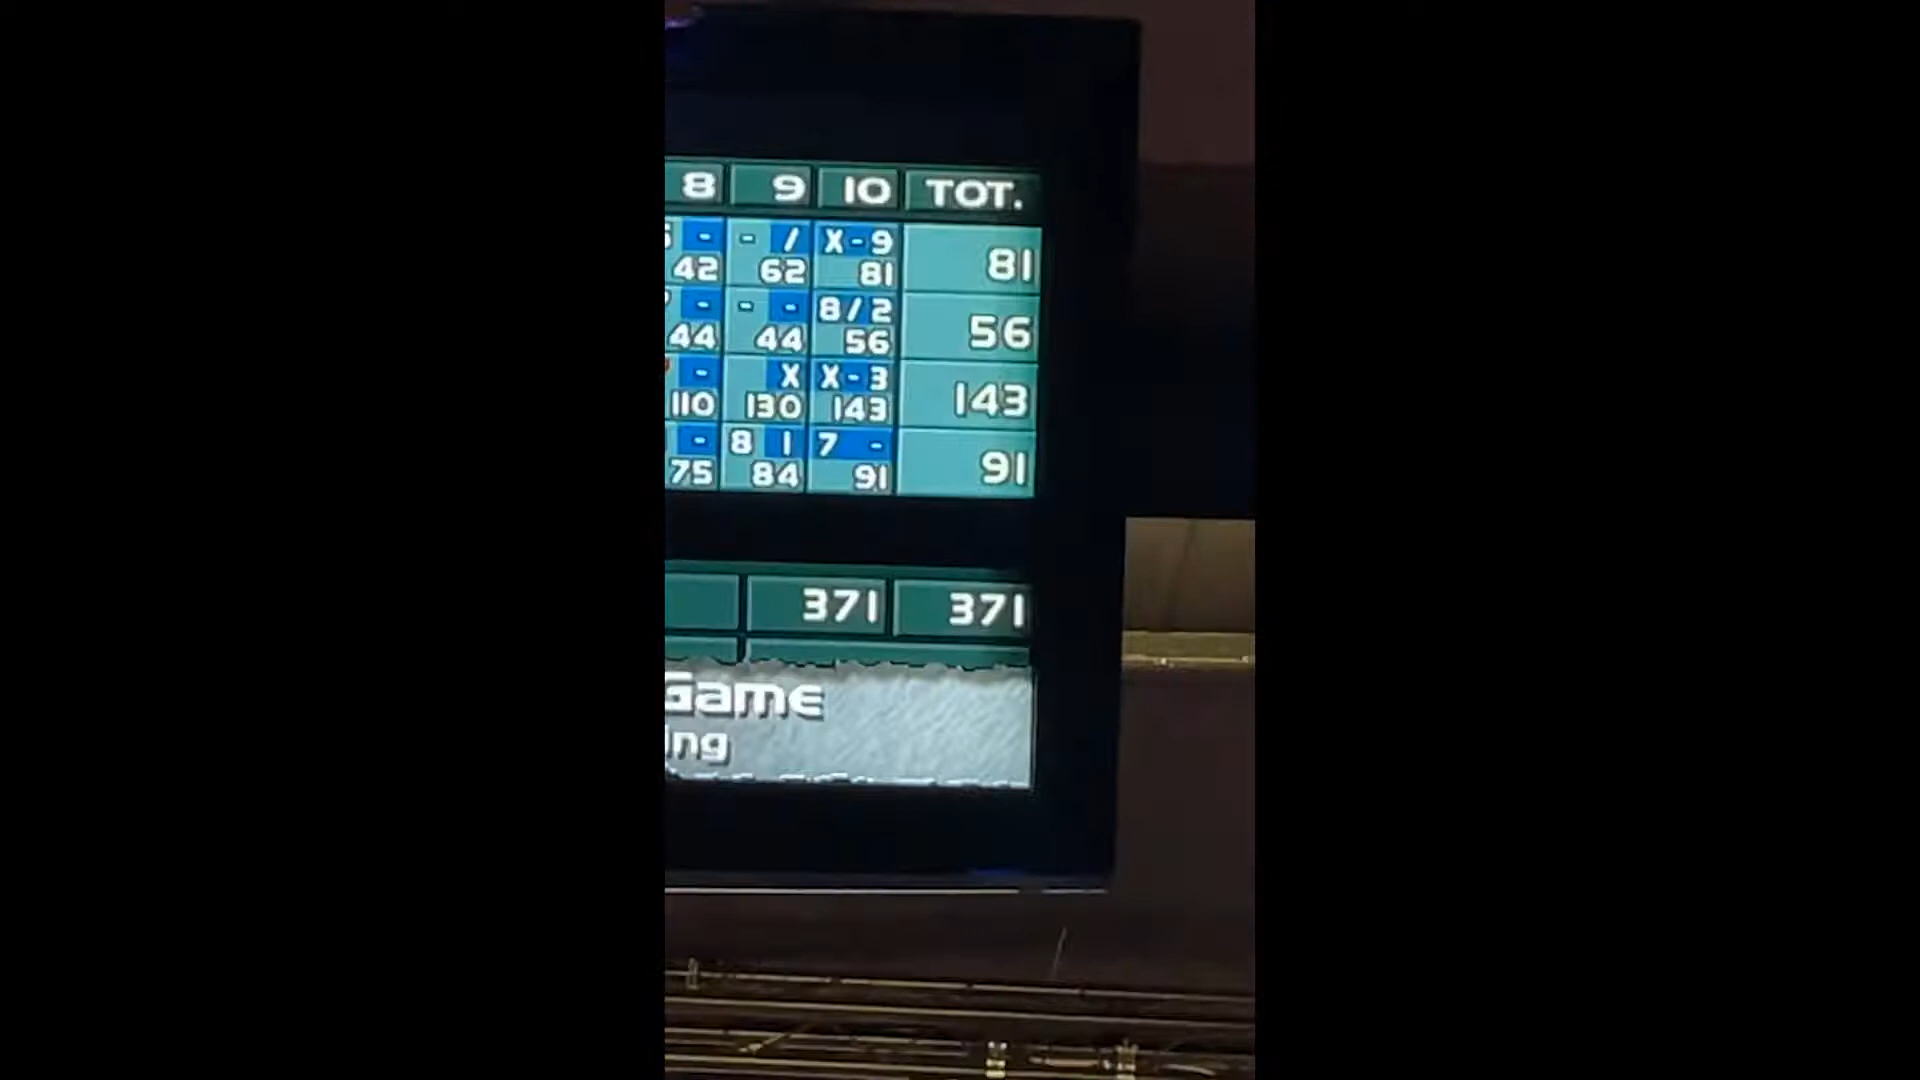 8 9 10 TOT.
- - / X - 9
42 62 81 81
- - - 8 / 2
44 44 56 56
- X X - 3
110 130 143 143
- 8 1 7 -
75 84 91 91
371 371
Game
ing